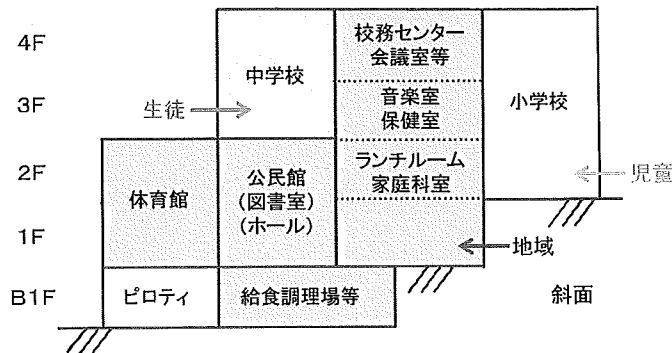 4F
3F
2F
1F
B1F
中学校
生徒
校務センター
会議室等
音楽室
保健室
ランチルーム
家庭科室
小学校
児童
体育館
公民館
(図書室)
(ホール)
地域
ピロティ
給食調理場等
斜面